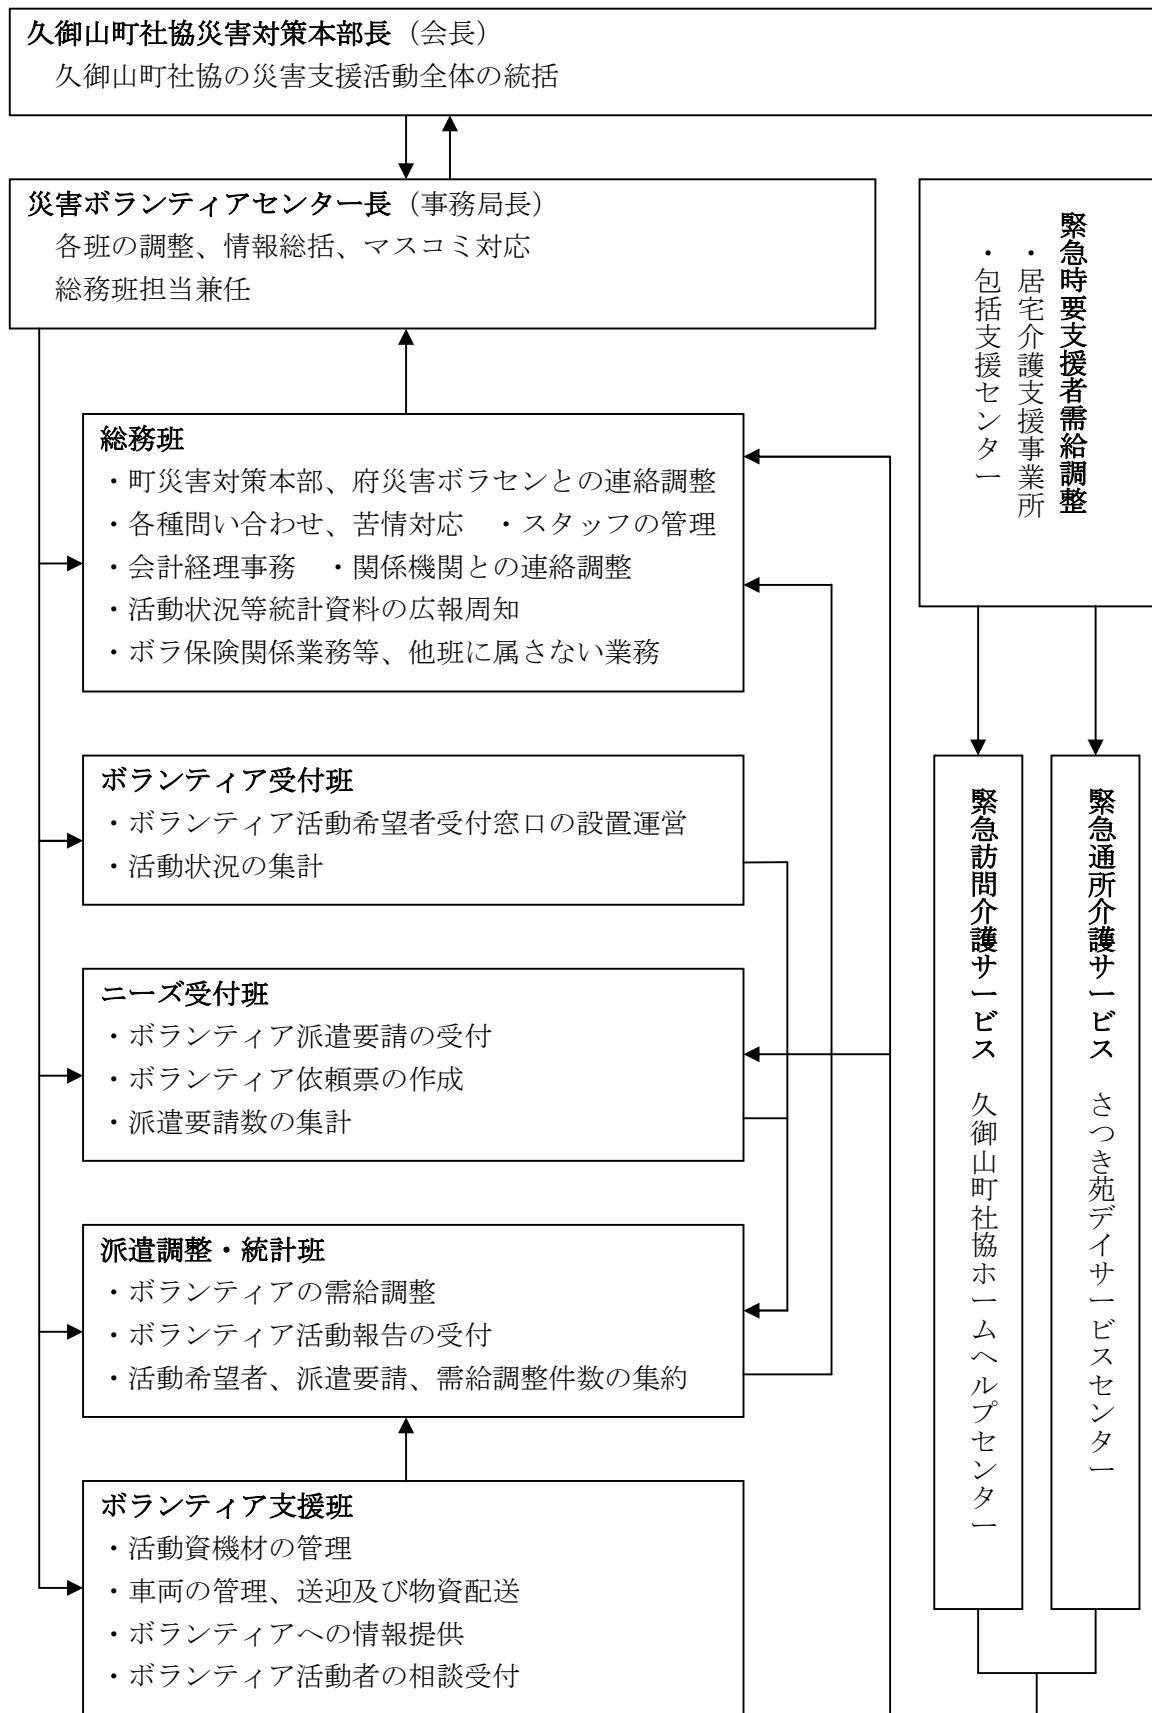 久御山町社協災害対策本部長（会長）
久御山町社協の災害支援活動全体の統括
災害ボランティアセンター長（事務局長）
各班の調整、情報総括、マスコミ対応
総務班担当兼任
緊急時要支援者需給調整
・居宅介護支援事業所
・包括支援センター
総務班
・町災害対策本部、府災害ボラセンとの連絡調整
・各種問い合わせ、苦情対応　・スタッフの管理
・会計経理事務　・関係機関との連絡調整
・活動状況等統計資料の広報周知
・ボラ保険関係業務等、他班に属さない業務
ボランティア受付班
・ボランティア活動希望者受付窓口の設置運営
・活動状況の集計
ニーズ受付班
・ボランティア派遣要請の受付
・ボランティア依頼票の作成
・派遣要請数の集計
派遣調整・統計班
・ボランティアの需給調整
・ボランティア活動報告の受付
・活動希望者、派遣要請、需給調整件数の集約
ボランティア支援班
・活動資機材の管理
・車両の管理、送迎及び物資配送
・ボランティアへの情報提供
・ボランティア活動者の相談受付
緊急通所介護サービス　さつき苑デイサービスセンター
緊急訪問介護サービス　久御山町社協ホームヘルプセンター